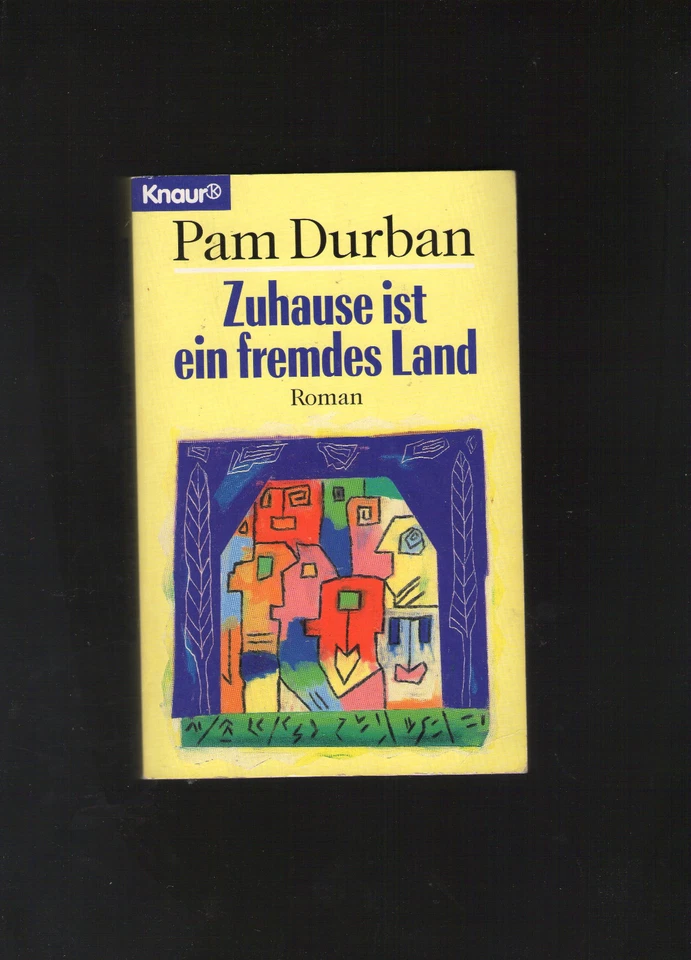 Knaur
Pam Durban
Zuhause ist
ein fremdes Land
Roman